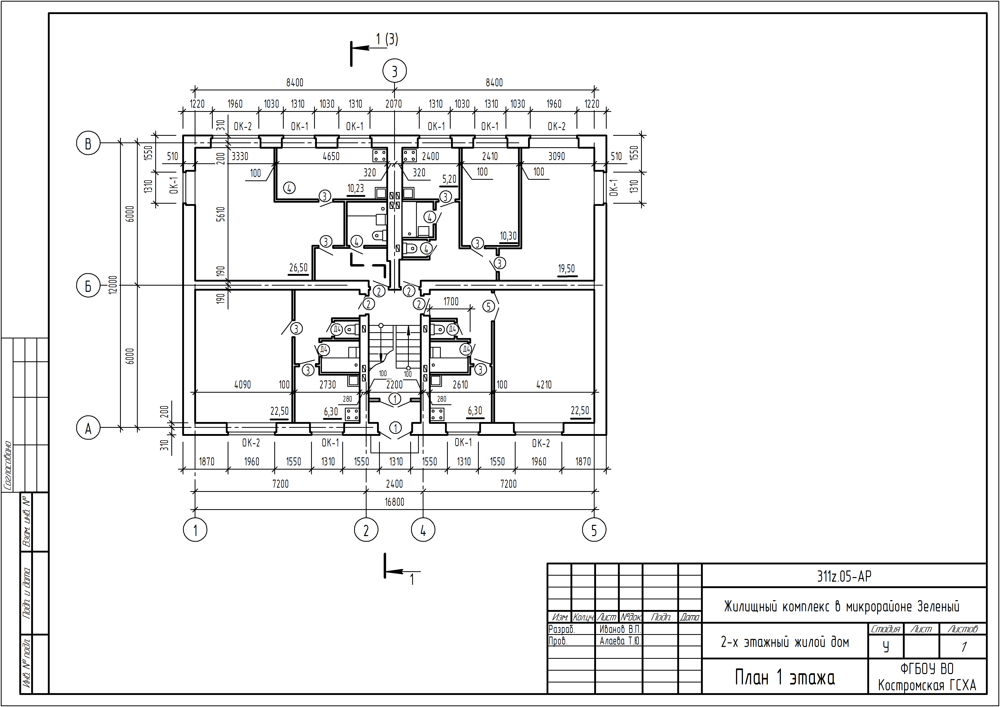 1 (3)
3
8400 8400
1220 1960 1030 1310 1030 1310 2070 1310 1030 1310 1030 1960 1220
310 ОК-2 ОК-1 ОК-1 ОК-1 ОК-1 ОК-2
В
1550 510 200 3330 4650 2400 2410 3090 510 1550
100 320 320 100 100
1310 ОК-1 4 10,23 5,20 ОК-1 1310
3 3
6000 5610 4
10,30
3 4 4 3
3
190 26,50 19,50
Б
12000
2 2
190 2 2 1700 5
3 Д4 Д4
6000 Д4 Д4
3 3
100 100
4090 100 2730 2200 2610 100 4210
280 1 280
200 22,50 6,30 6,30 22,50
А
1
310 ОК-2 ОК-1 ОК-1 ОК-2
1870 1960 1550 1310 1550 1310 1550 1310 1550 1960 1870
7200 2400 7200
16800
1 2 4 5
1
Согласовано
Взам. инв. №
Подп. и дата
Инв. № подл.
311z.05-АР
Жилищный комплекс в микрорайоне Зеленый
Изм. Кол.уч. Лист №док. Подп. Дата
Разраб. Иванов В.П.
Пров. Алаева Т.Ю.
2-х этажный жилой дом
Стадия Лист Листов
У 1
План 1 этажа
ФГБОУ ВО
Костромская ГСХА